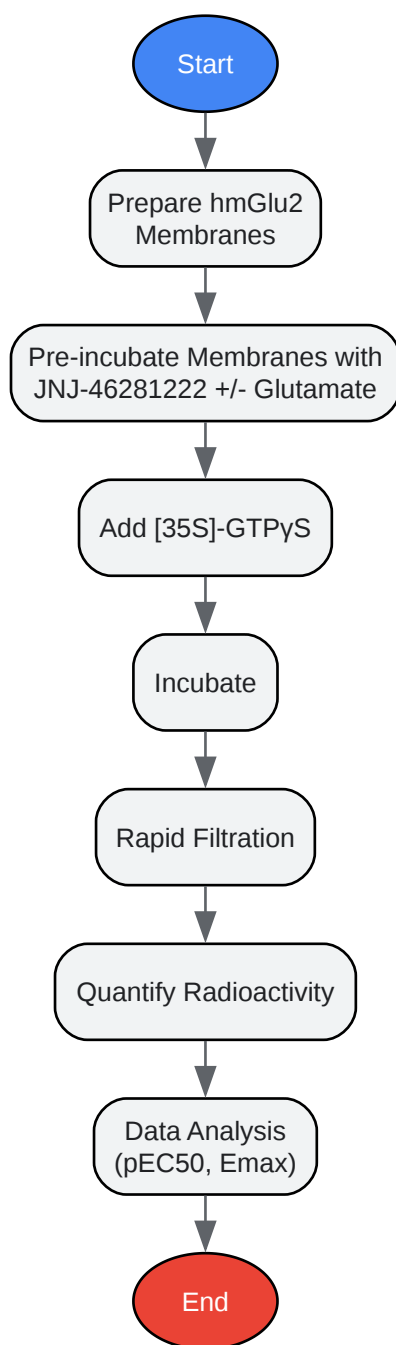 Start
Prepare hmGlu2
Membranes
Pre-incubate Membranes with
JNJ-46281222 +/- Glutamate
Add [35S]-GTPγS
Incubate
Rapid Filtration
Quantify Radioactivity
Data Analysis
(pEC50, Emax)
End